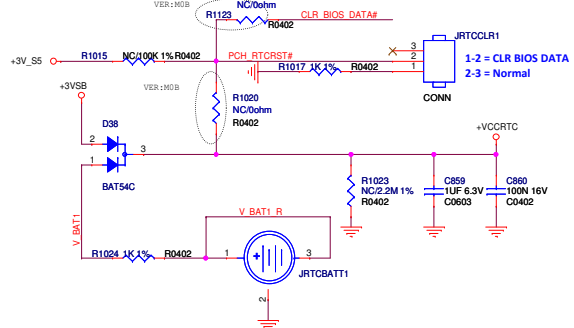 VER:M0B
NC/0ohm
R1123
CLR_BIOS_DATA#
R0402
JRTCCLR1
R1015
NC/100K 1% R0402
PCH_RTCRST#
3
+3V_S5
2
1-2 = CLR BIOS DATA
R1017 1K 1%
R0402
1
2-3 = Normal
+3VSB
VER:M0B
CONN
R1020
NC/0ohm
R0402
+VCCRTC
D38
2
3
1
BAT54C
R1023
NC/2.2M 1%
R0402
C859
1UF 6.3V
C0603
C860
100N 16V
C0402
V_BAT1
V_BAT1_R
R1024 1K 1%
R0402
1
3
JRTCBATT1
2